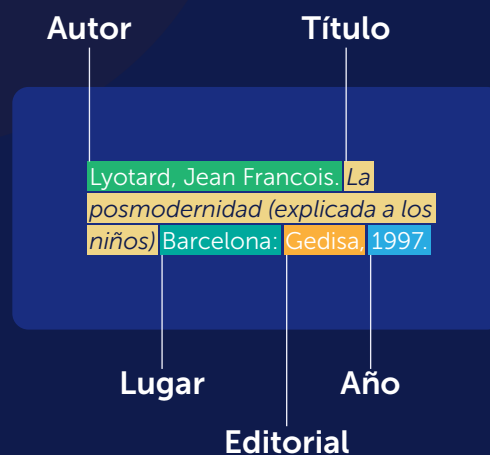 Autor Título
Lyotard, Jean Francois. La
posmodernidad (explicada a los
niños) Barcelona: Gedisa, 1997.
Lugar Año
Editorial